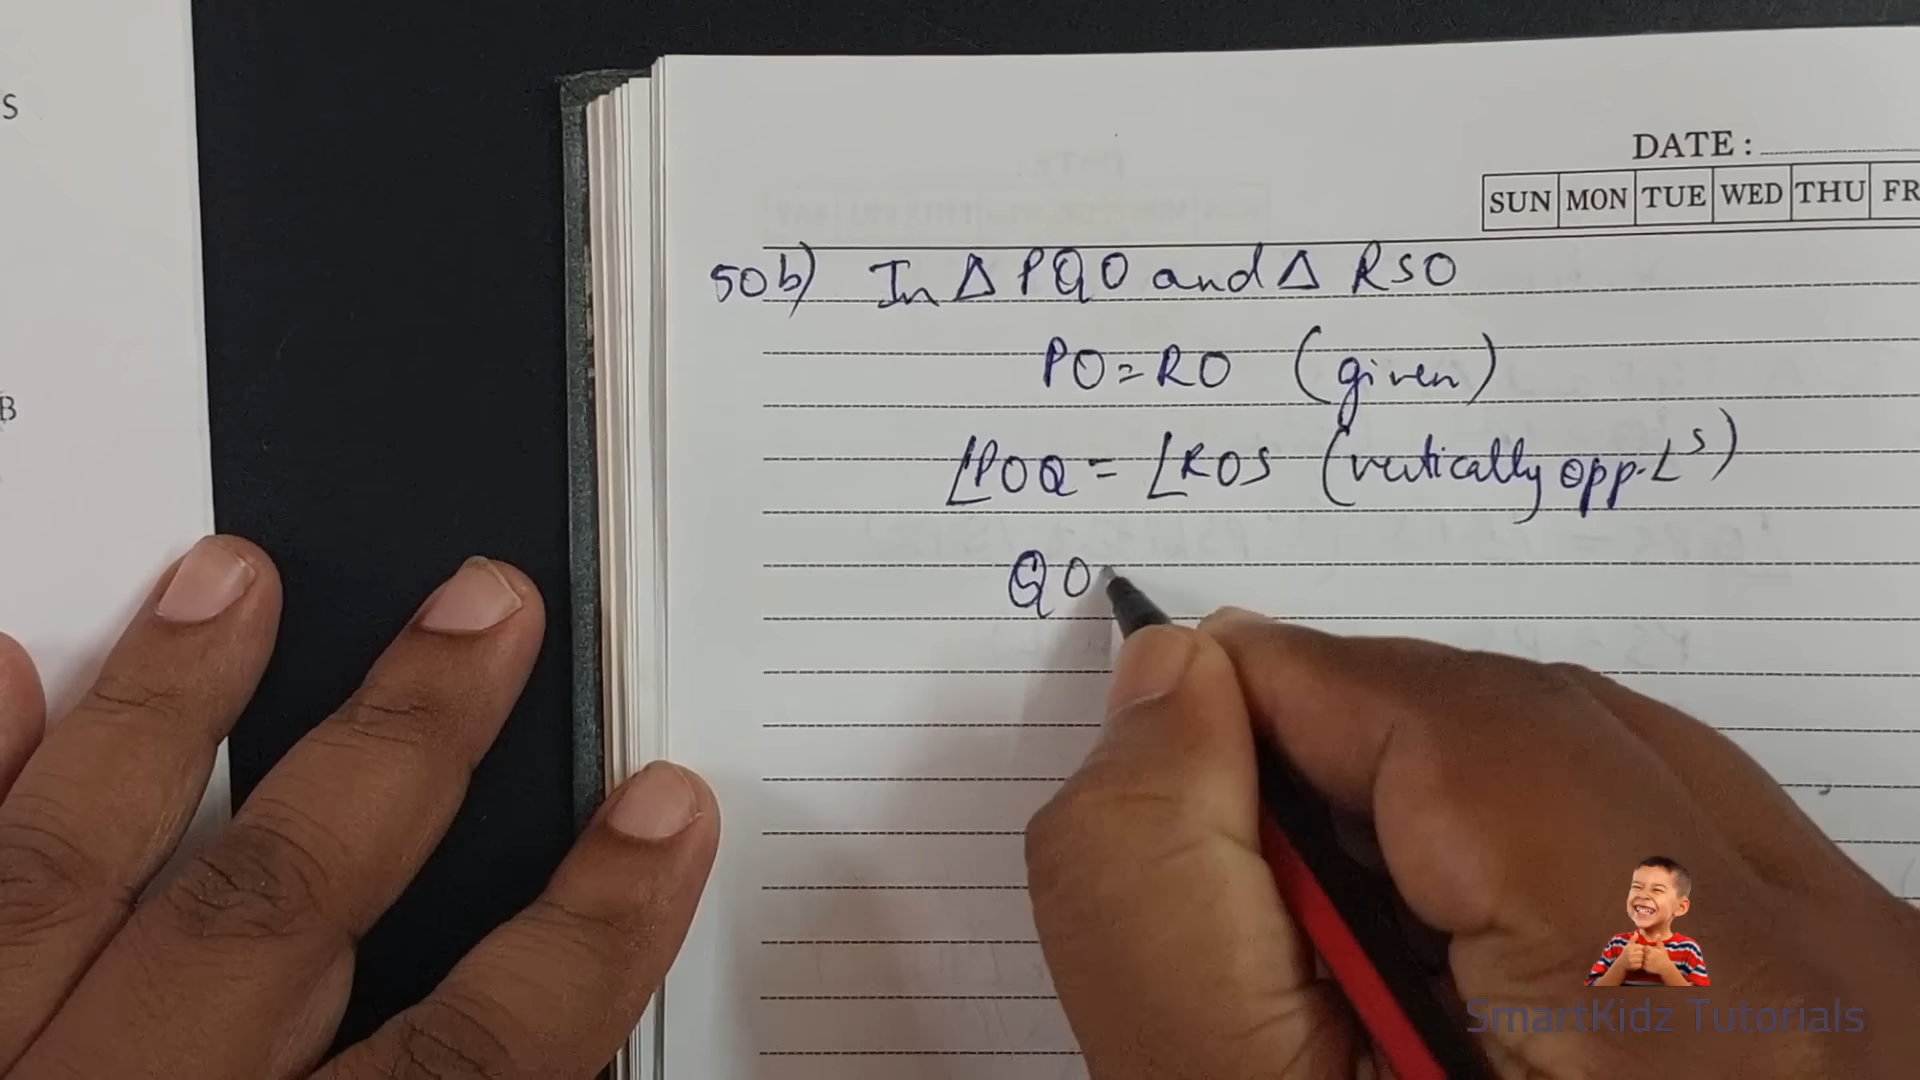 S
B
DATE :
SUN MON TUE WED THU FR
50b) In Δ PQO and Δ RSO
PO=RO (given)
∠POQ = ∠ROS (vertically opp. ∠s)
QO
SmartKidz Tutorials